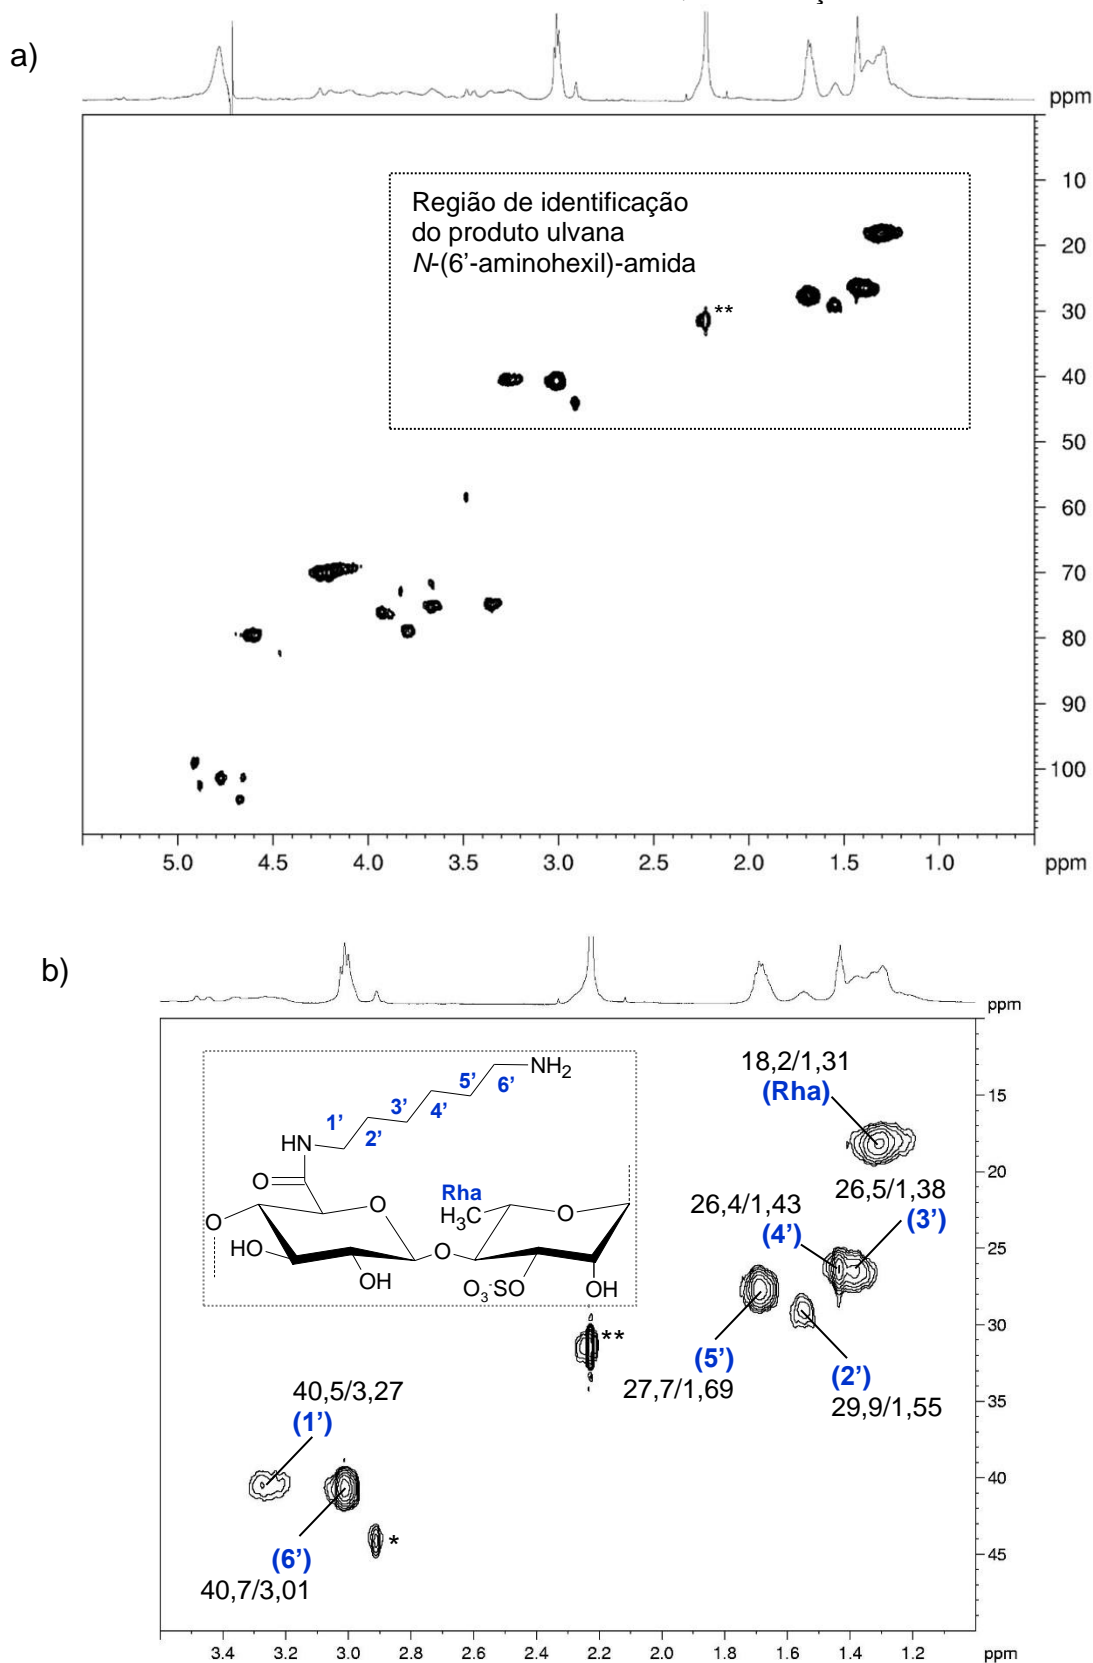 a)
ppm
Região de identificação
do produto ulvana
N-(6'-aminohexil)-amida
**
10
20
30
40
50
60
70
80
90
100
5.0 4.5 4.0 3.5 3.0 2.5 2.0 1.5 1.0 ppm
b)
ppm
NH2
5' 6'
3' 4'
1' 2'
HN
O
O
Rha
H3C
O
O
HO
O
OH
O3-SO
OH
18,2/1,31
(Rha)
26,4/1,43
(4')
26,5/1,38
(3')
**
(5')
27,7/1,69
(2')
29,9/1,55
40,5/3,27
(1')
*
(6')
40,7/3,01
15
20
25
30
35
40
45
3.4 3.2 3.0 2.8 2.6 2.4 2.2 2.0 1.8 1.6 1.4 1.2 ppm